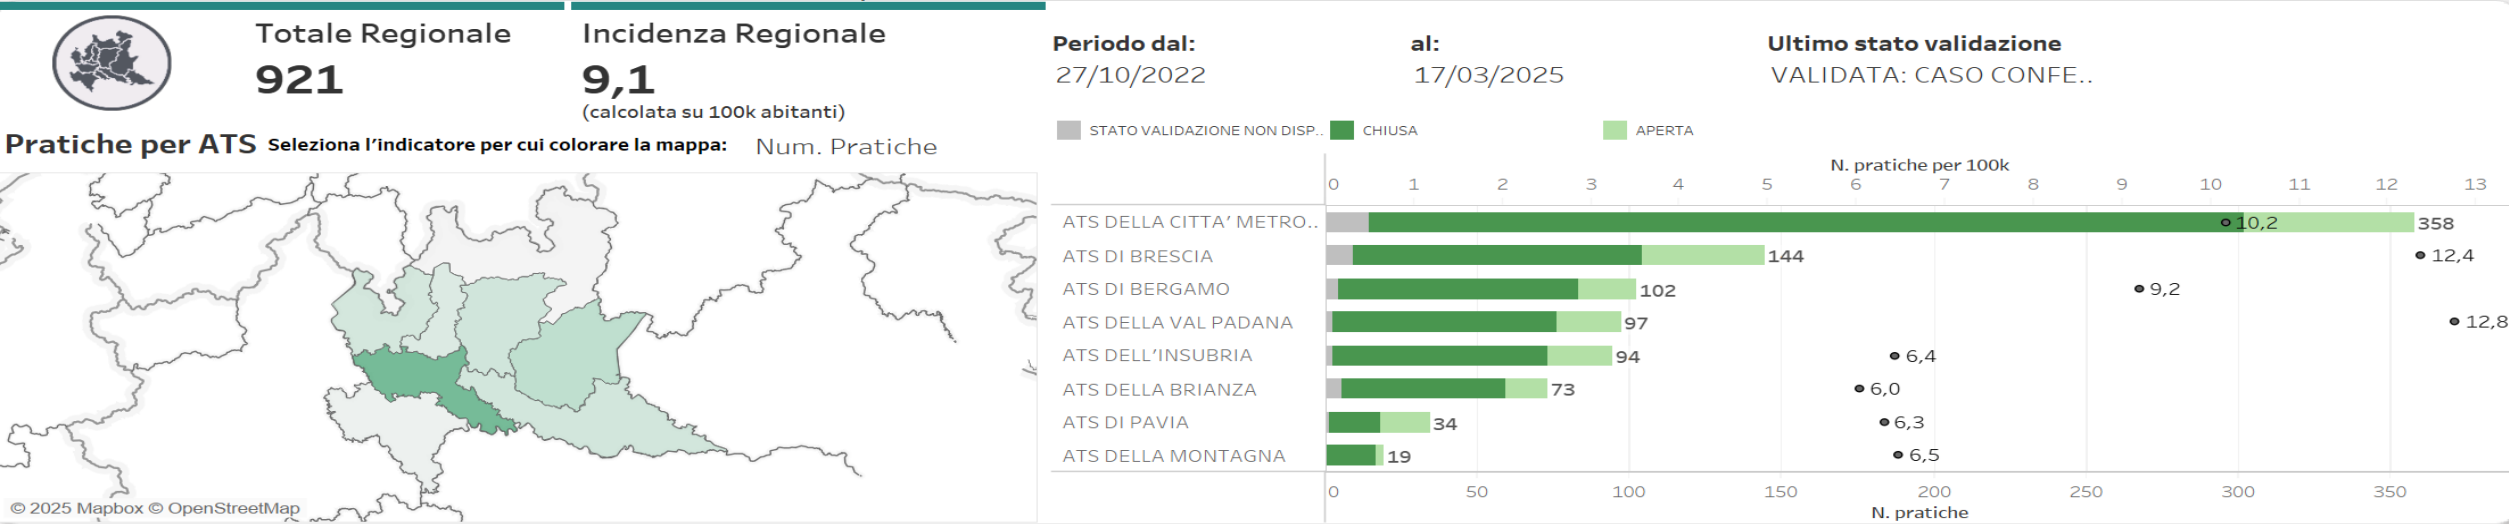 Totale Regionale
921
Incidenza Regionale
9,1
(calcolata su 100k abitanti)
Pratiche per ATS Seleziona l'indicatore per cui colorare la mappa: Num. Pratiche
© 2025 Mapbox © OpenStreetMap
Periodo dal:
27/10/2022
al:
17/03/2025
Ultimo stato validazione
VALIDATA: CASO CONFE..
STATO VALIDAZIONE NON DISP.. CHIUSA APERTA
N. pratiche per 100k
0 1 2 3 4 5 6 7 8 9 10 11 12 13
ATS DELLA CITTA' METRO.. 10,2 358
ATS DI BRESCIA 144 12,4
ATS DI BERGAMO 102 9,2
ATS DELLA VAL PADANA 97 12,8
ATS DELL'INSUBRIA 94 6,4
ATS DELLA BRIANZA 73 6,0
ATS DI PAVIA 34 6,3
ATS DELLA MONTAGNA 19 6,5
0 50 100 150 200 250 300 350
N. pratiche